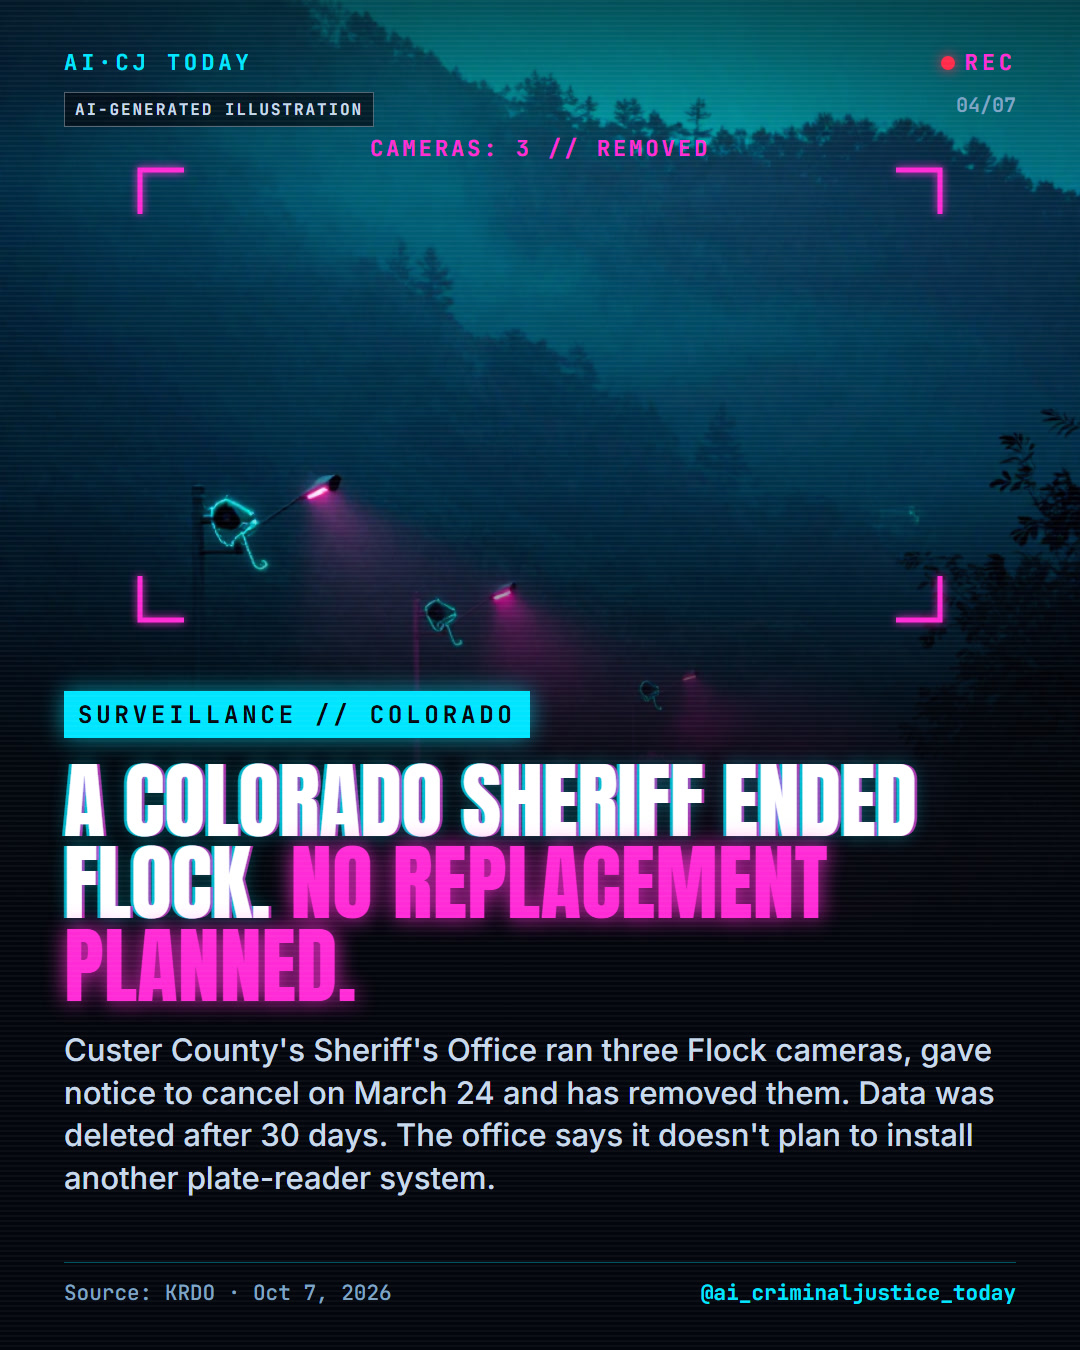 AI·CJ TODAY
REC
AI-GENERATED ILLUSTRATION
04/07
CAMERAS: 3 // REMOVED
SURVEILLANCE // COLORADO
A COLORADO SHERIFF ENDED
FLOCK. NO REPLACEMENT
PLANNED.
Custer County's Sheriff's Office ran three Flock cameras, gave
notice to cancel on March 24 and has removed them. Data was
deleted after 30 days. The office says it doesn't plan to install
another plate-reader system.
Source: KRDO · Oct 7, 2026
@ai_criminaljustice_today